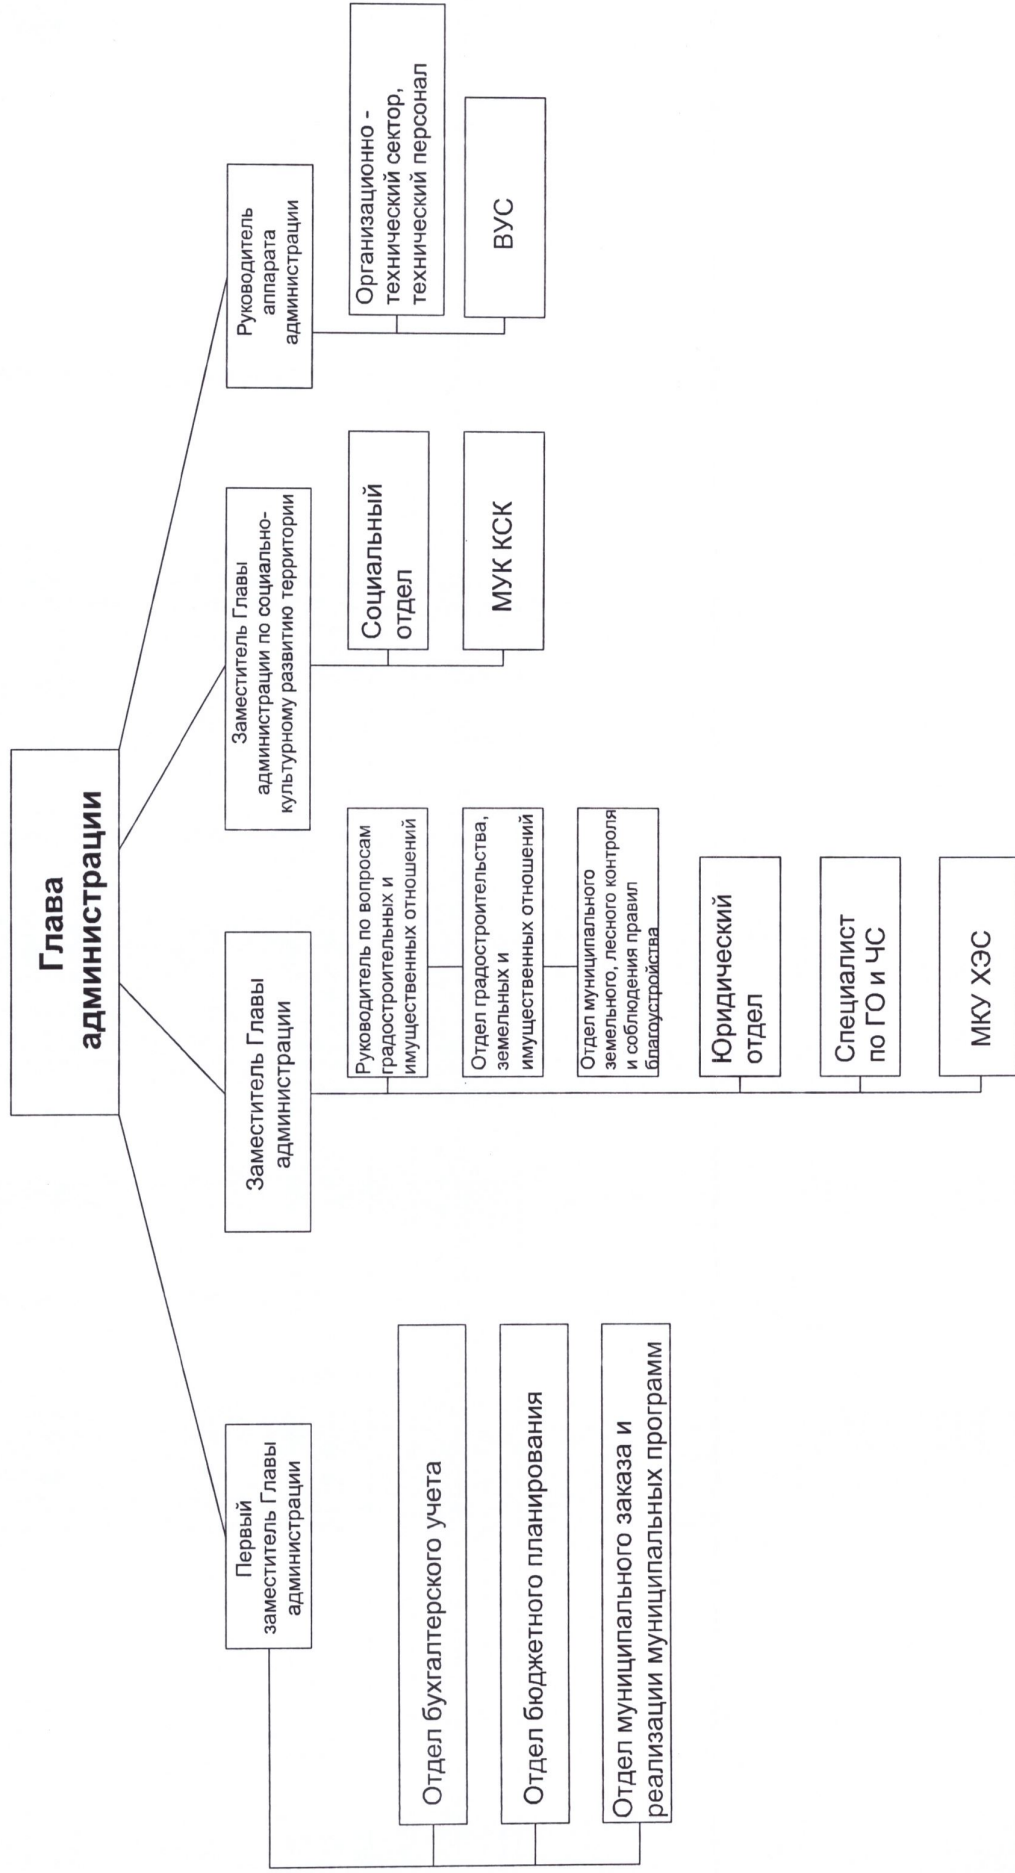 Глава
администрации
Первый
заместитель Главы
администрации
Отдел бухгалтерского учета
Отдел бюджетного планирования
Отдел муниципального заказа и
реализации муниципальных программ
Заместитель Главы
администрации
Руководитель по вопросам
градостроительных и
имущественных отношений
Отдел градостроительства,
земельных и
имущественных отношений
Отдел муниципального
земельного, лесного контроля
и соблюдения правил
благоустройства
Юридический
отдел
Специалист
по ГО и ЧС
МКУ ХЭС
Заместитель Главы
администрации по социально-
культурному развитию территории
Социальный
отдел
МУК КСК
Руководитель
аппарата
администрации
Организационно -
технический сектор,
технический персонал
ВУС